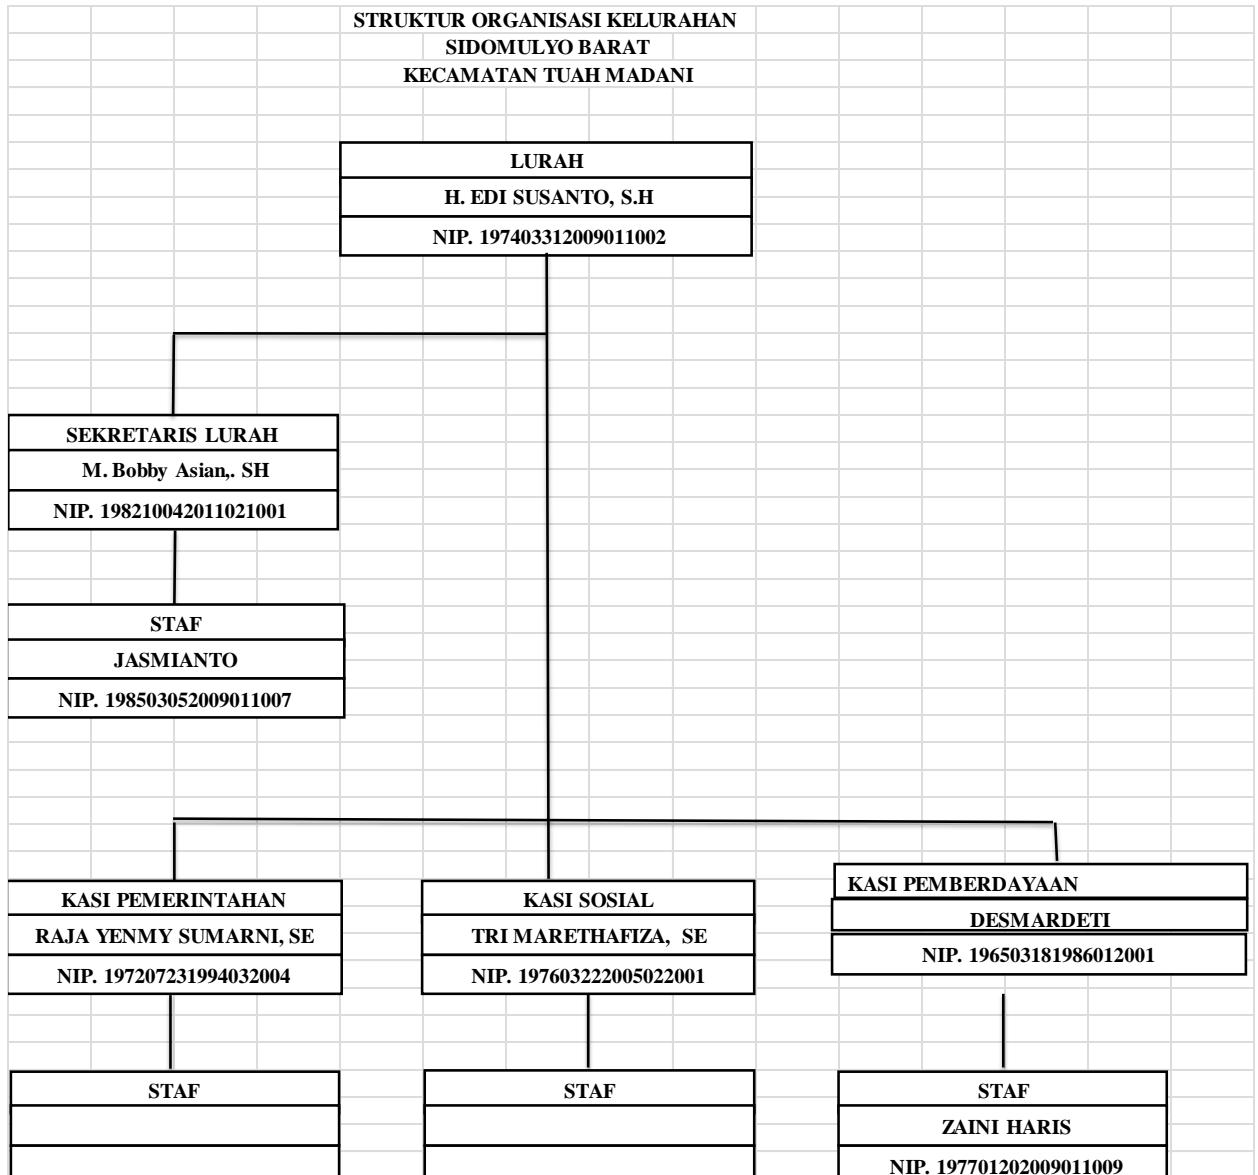 STRUKTUR ORGANISASI KELURAHAN
SIDOMULYO BARAT
KECAMATAN TUAH MADANI
LURAH
H. EDI SUSANTO, S.H
NIP. 197403312009011002
SEKRETARIS LURAH
M. Bobby Asian,. SH
NIP. 198210042011021001
STAF
JASMIANTO
NIP. 198503052009011007
KASI PEMERINTAHAN
RAJA YENMY SUMARNI, SE
NIP. 197207231994032004
KASI SOSIAL
TRI MARETHAFIZA, SE
NIP. 197603222005022001
KASI PEMBERDAYAAN
DESMARDETI
NIP. 196503181986012001
STAF
STAF
STAF
ZAINI HARIS
NIP. 197701202009011009